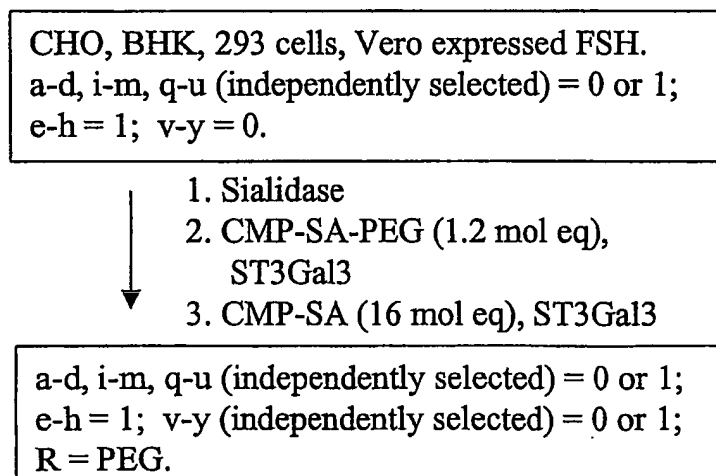 CHO, BHK, 293 cells, Vero expressed FSH.
a-d, i-m, q-u (independently selected) = 0 or 1;
e-h = 1; v-y = 0.
1. Sialidase
2. CMP-SA-PEG (1.2 mol eq),
ST3Gal3
3. CMP-SA (16 mol eq), ST3Gal3
a-d, i-m, q-u (independently selected) = 0 or 1;
e-h = 1; v-y (independently selected) = 0 or 1;
R = PEG.